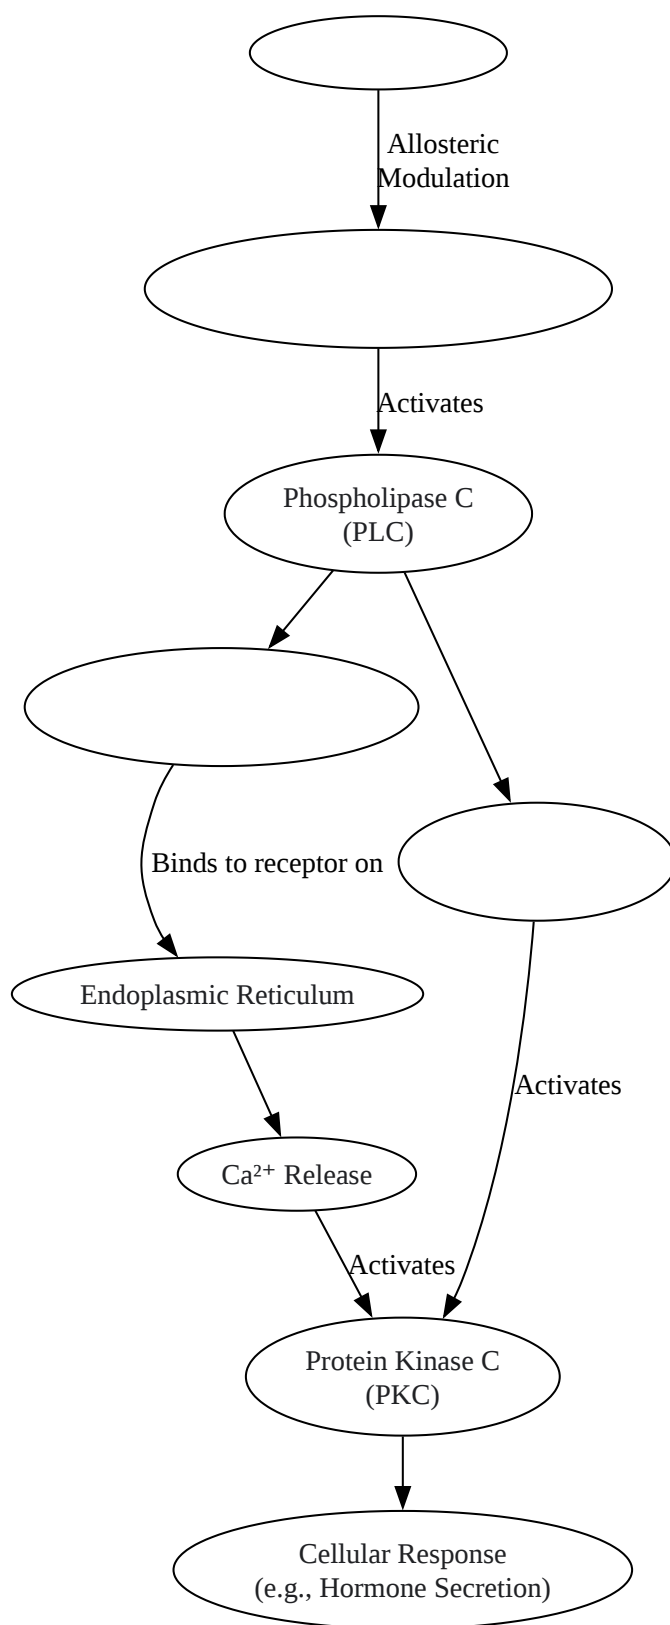 Allosteric
Modulation
Activates
Phospholipase C
(PLC)
Binds to receptor on
Endoplasmic Reticulum
Activates
Ca²⁺ Release
Activates
Protein Kinase C
(PKC)
Cellular Response
(e.g., Hormone Secretion)